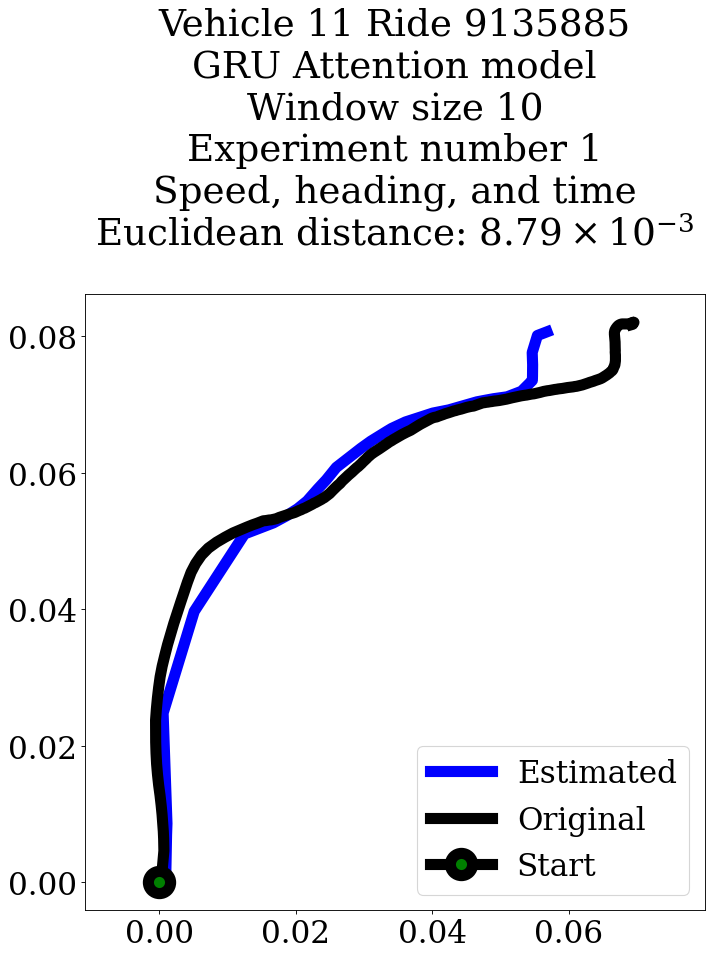 Vehicle 11 Ride 9135885
GRU Attention model
Window size 10
Experiment number 1
Speed, heading, and time
Euclidean distance: 8.79 × 10⁻³
0.08
0.06
0.04
0.02
0.00
0.00 0.02 0.04 0.06
Estimated
Original
Start